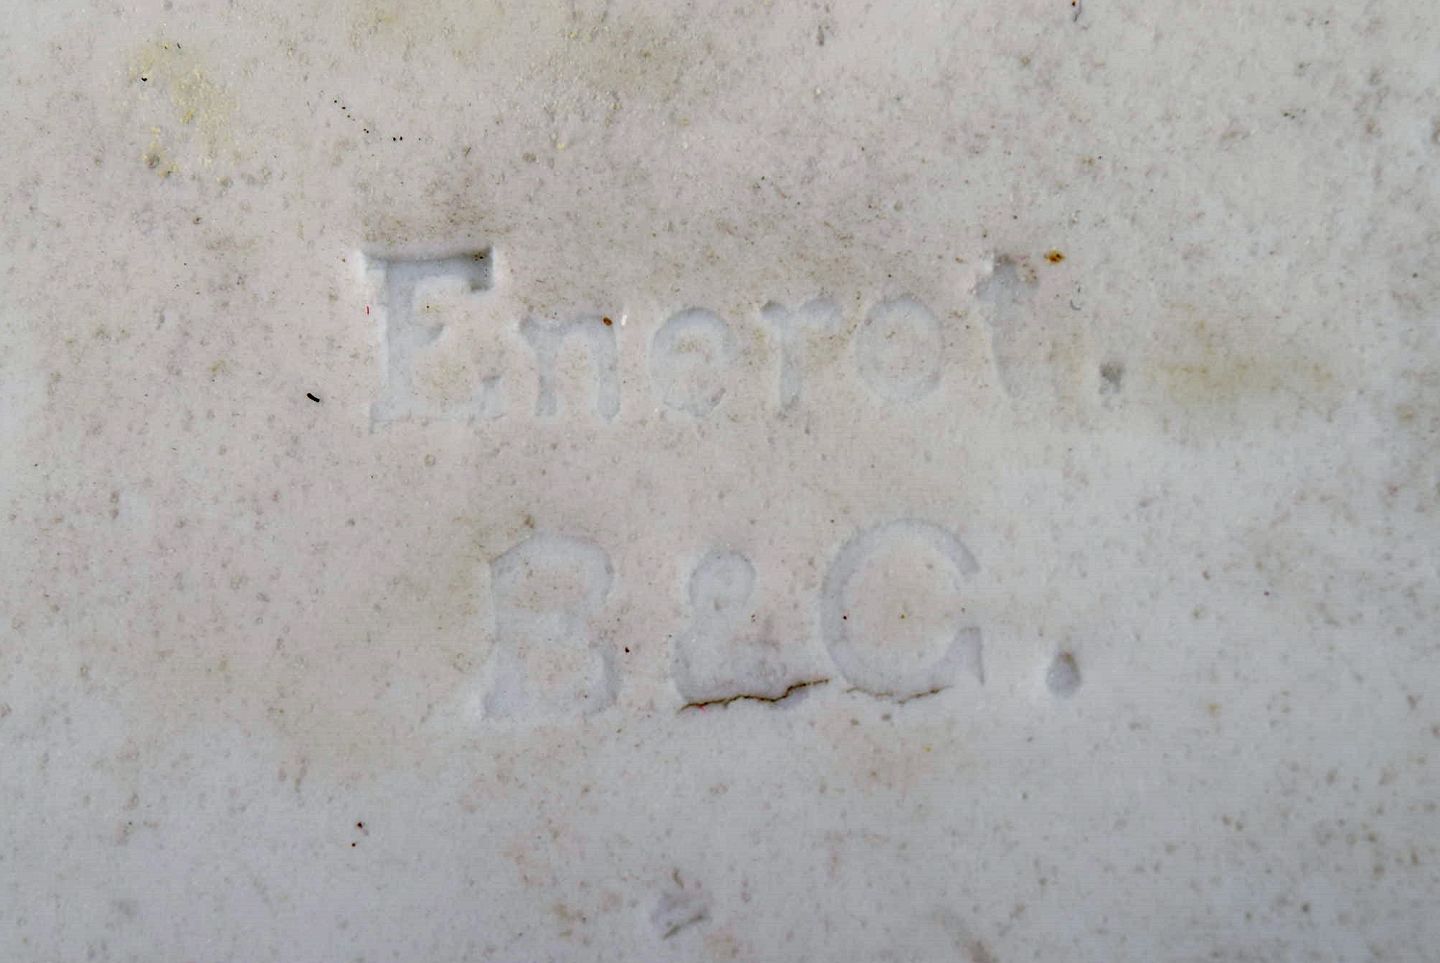 Enerot.
B & G.